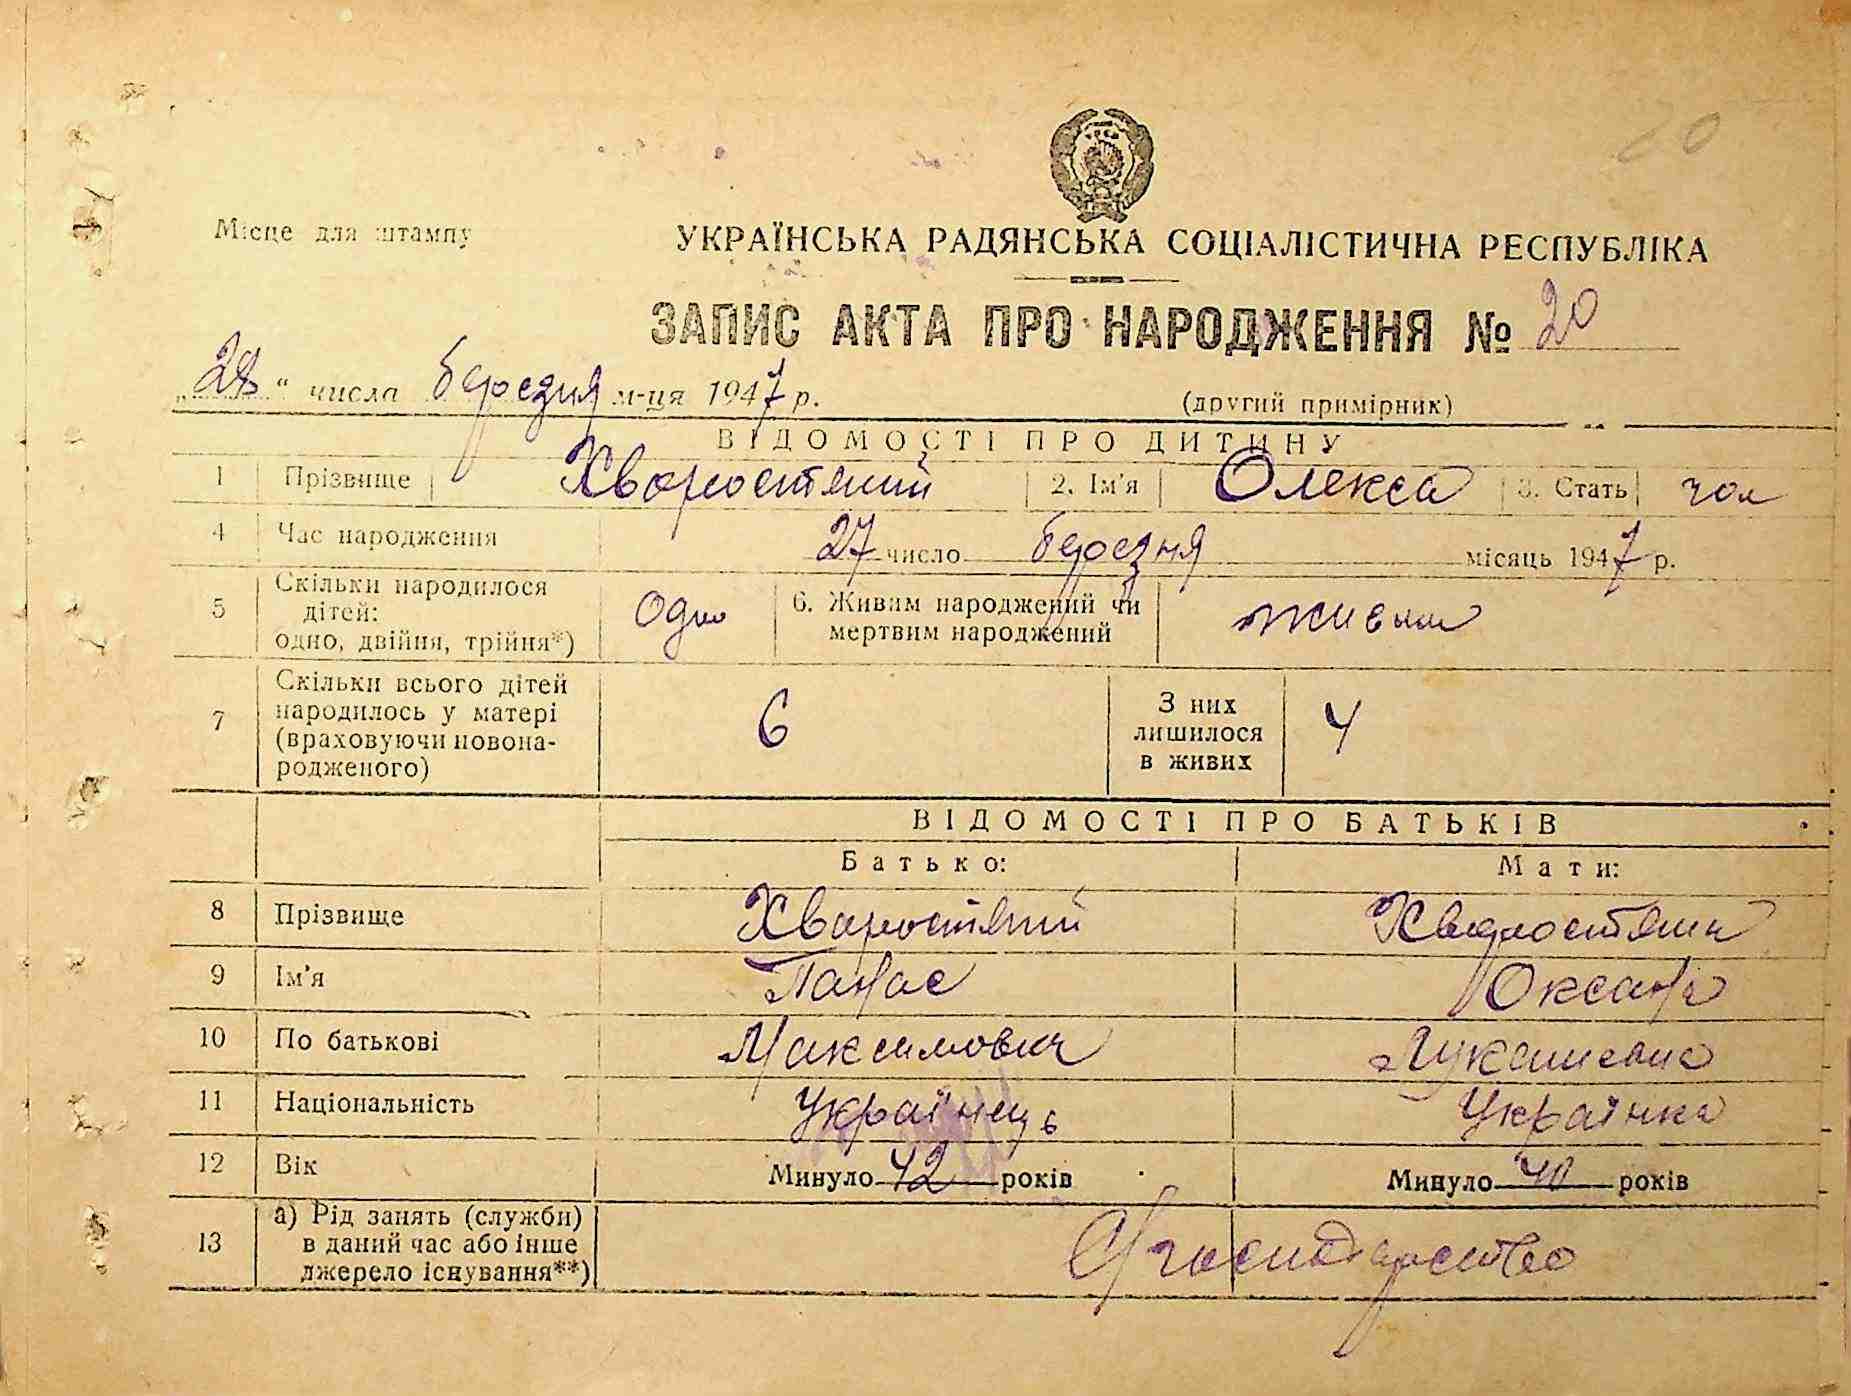 20
Місце для штампу
УКРАЇНСЬКА РАДЯНСЬКА СОЦІАЛІСТИЧНА РЕСПУБЛІКА
ЗАПИС АКТА ПРО НАРОДЖЕННЯ № 20
„28“ числа березня м-ця 1947 р.
(другий примірник)
ВІДОМОСТІ ПРО ДИТИНУ
1 Прізвище Хворостяний 2. Ім'я Олекса 3. Стать чол
4 Час народження 27 число березня місяць 1947 р.
5 Скільки народилося дітей: одно, двійня, трійня*) одно 6. Живим народжений чи мертвим народжений живим
7 Скільки всього дітей народилось у матері (враховуючи новонародженого) 6 З них лишилося в живих 4
ВІДОМОСТІ ПРО БАТЬКІВ
Батько: Мати:
8 Прізвище Хворостяний Хворостяна
9 Ім'я Панас Оксана
10 По батькові Максимович
11 Національність Українець Українка
12 Вік Минуло 42 років Минуло 40 років
13 а) Рід занять (служби) в даний час або інше джерело існування**) С/господарство